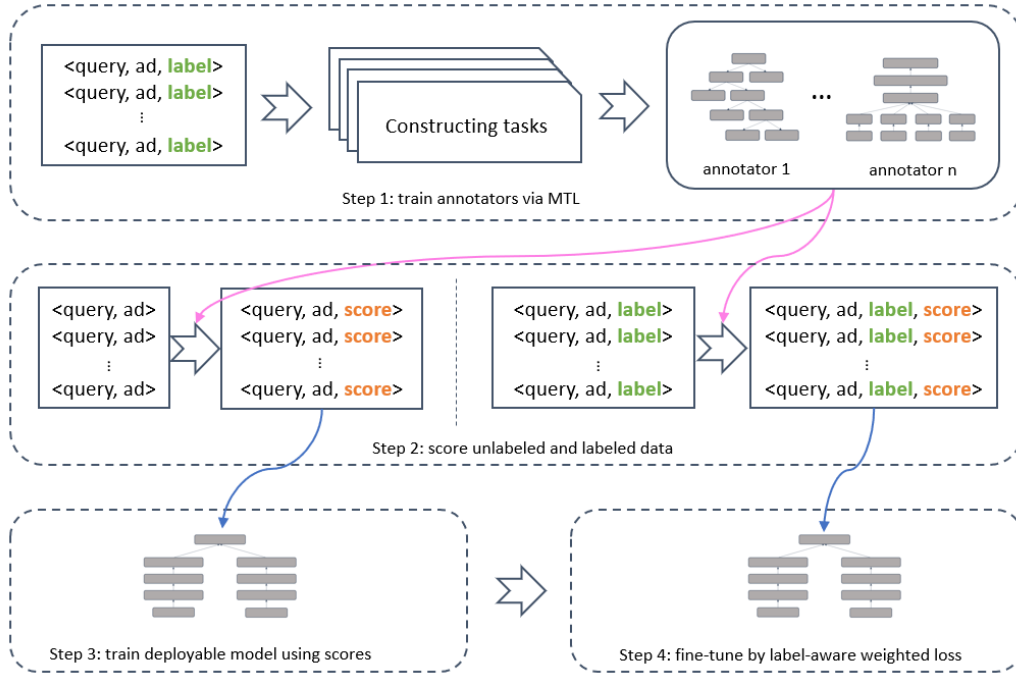 <query, ad, label>
<query, ad, label>
⋮
<query, ad, label>
Constructing tasks
...
annotator 1
annotator n
Step 1: train annotators via MTL
<query, ad>
<query, ad>
⋮
<query, ad>
<query, ad, score>
<query, ad, score>
⋮
<query, ad, score>
<query, ad, label>
<query, ad, label>
⋮
<query, ad, label>
<query, ad, label, score>
<query, ad, label, score>
⋮
<query, ad, label, score>
Step 2: score unlabeled and labeled data
Step 3: train deployable model using scores
Step 4: fine-tune by label-aware weighted loss